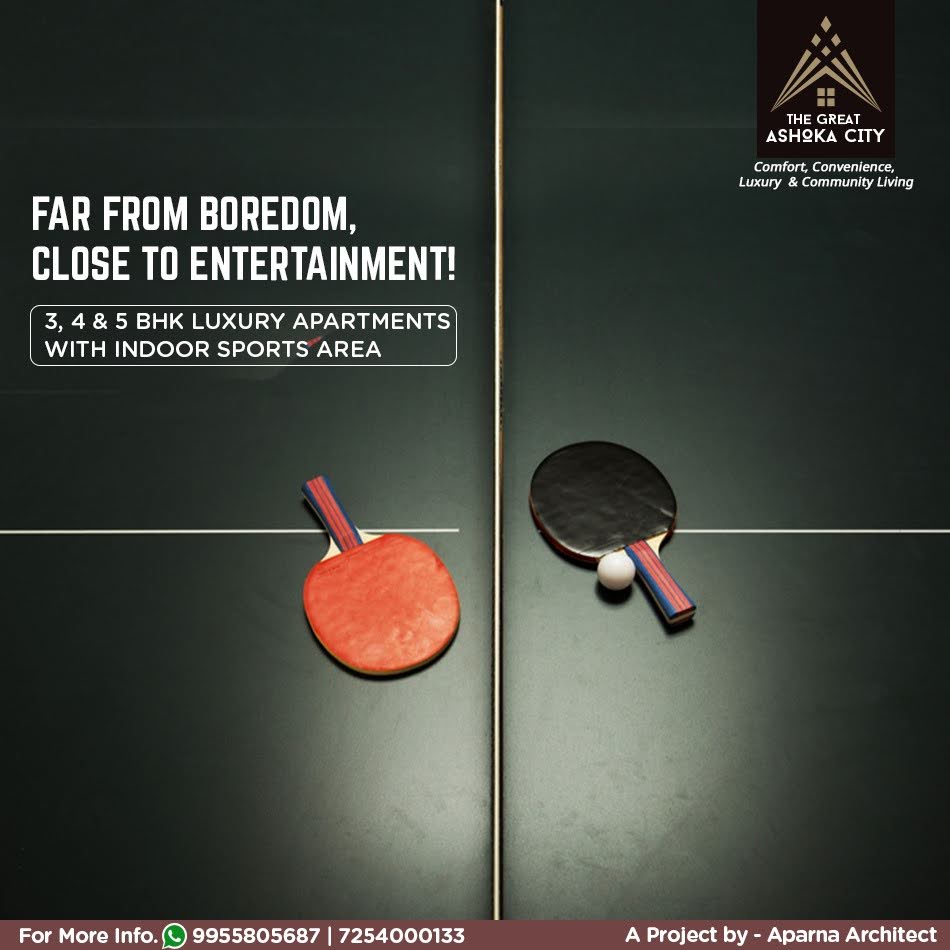 THE GREAT
ASHOKA CITY
Comfort, Convenience,
Luxury & Community Living
FAR FROM BOREDOM,
CLOSE TO ENTERTAINMENT!
3, 4 & 5 BHK LUXURY APARTMENTS
WITH INDOOR SPORTS AREA
For More Info. 9955805687 | 7254000133
A Project by - Aparna Architect